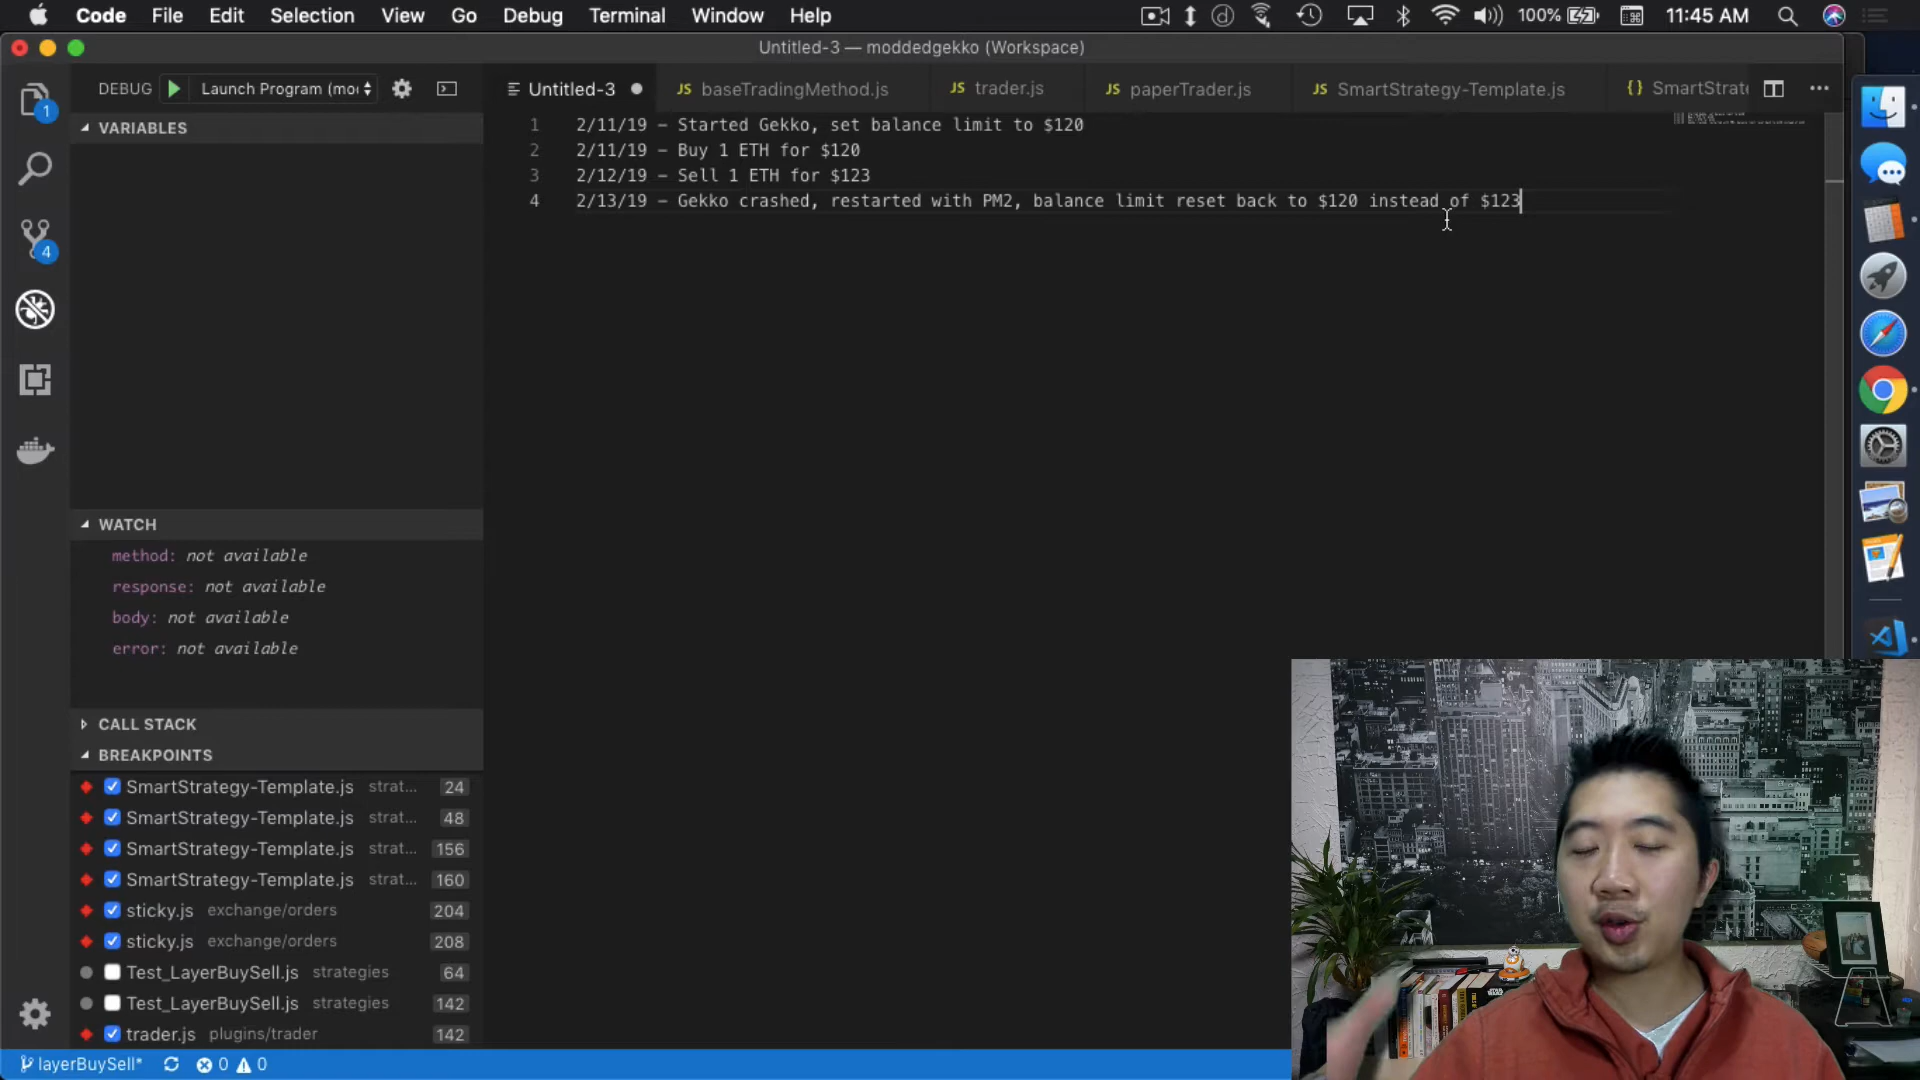 Code File Edit Selection View Go Debug Terminal Window Help 100% 11:45 AM
Untitled-3 — moddedgekko (Workspace)
DEBUG Launch Program (mo
Untitled-3 baseTradingMethod.js trader.js paperTrader.js SmartStrategy-Template.js SmartStrate
1
VARIABLES
1 2/11/19 – Started Gekko, set balance limit to $120
2 2/11/19 – Buy 1 ETH for $120
3 2/12/19 – Sell 1 ETH for $123
4 2/13/19 – Gekko crashed, restarted with PM2, balance limit reset back to $120 instead of $123
4
WATCH
method: not available
response: not available
body: not available
error: not available
CALL STACK
BREAKPOINTS
SmartStrategy-Template.js strat... 24
SmartStrategy-Template.js strat... 48
SmartStrategy-Template.js strat... 156
SmartStrategy-Template.js strat... 160
sticky.js exchange/orders 204
sticky.js exchange/orders 208
Test_LayerBuySell.js strategies 64
Test_LayerBuySell.js strategies 142
trader.js plugins/trader 142
layerBuySell* 0 0